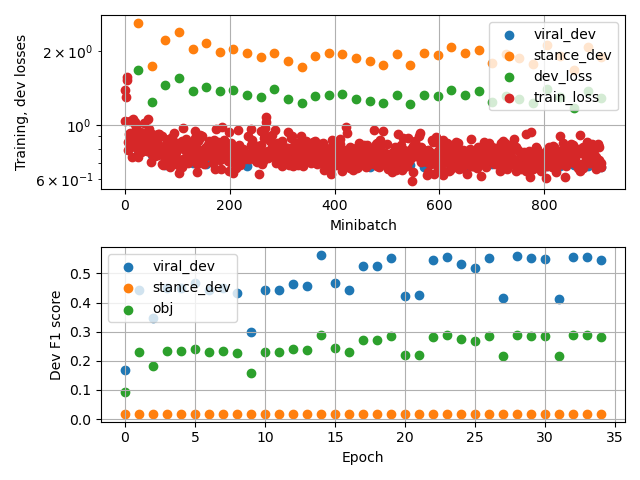 Training, dev losses
2 × 10⁰
10⁰
6 × 10⁻¹
viral_dev
stance_dev
dev_loss
train_loss
0 200 400 600 800
Minibatch
Dev F1 score
0.5
0.4
0.3
0.2
0.1
0.0
viral_dev
stance_dev
obj
0 5 10 15 20 25 30 35
Epoch